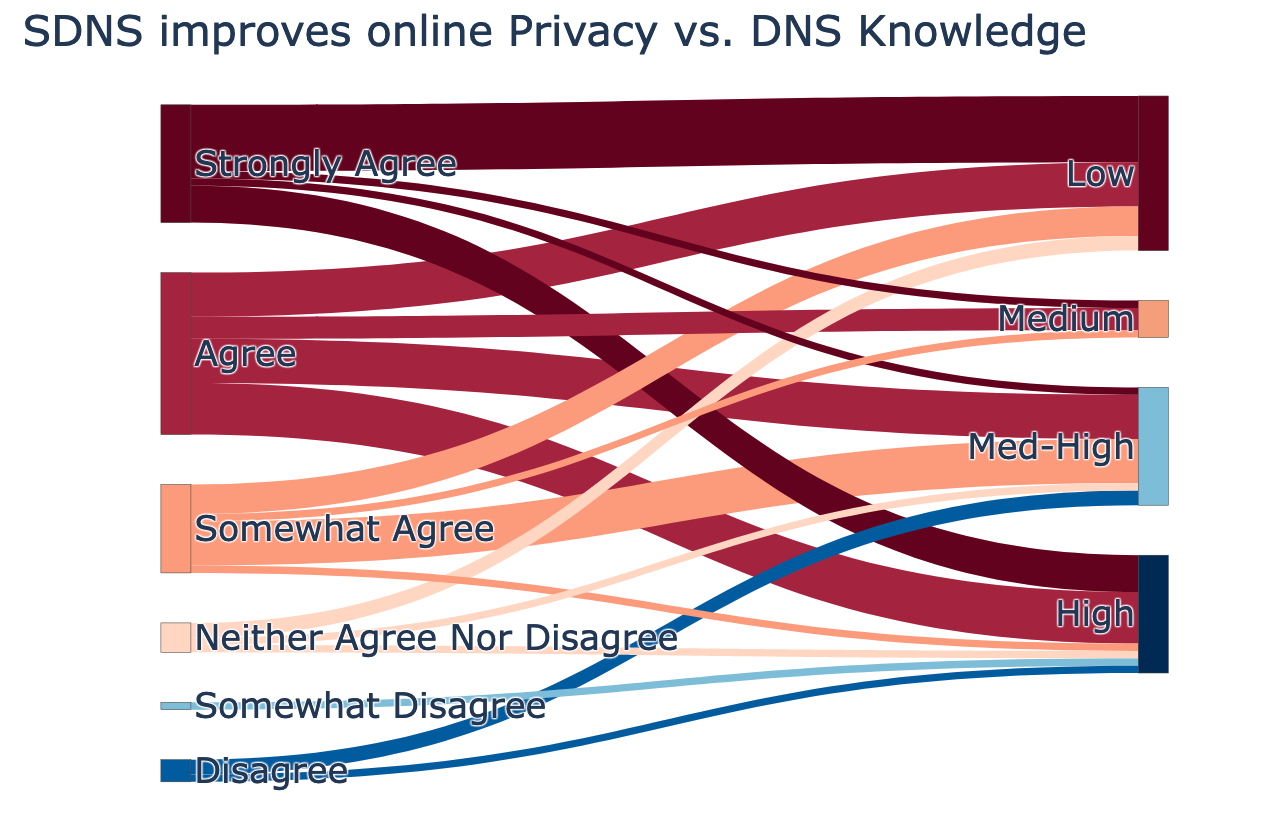 SDNS improves online Privacy vs. DNS Knowledge
Strongly Agree
Low
Medium
Agree
Med-High
Somewhat Agree
High
Neither Agree Nor Disagree
Somewhat Disagree
Disagree